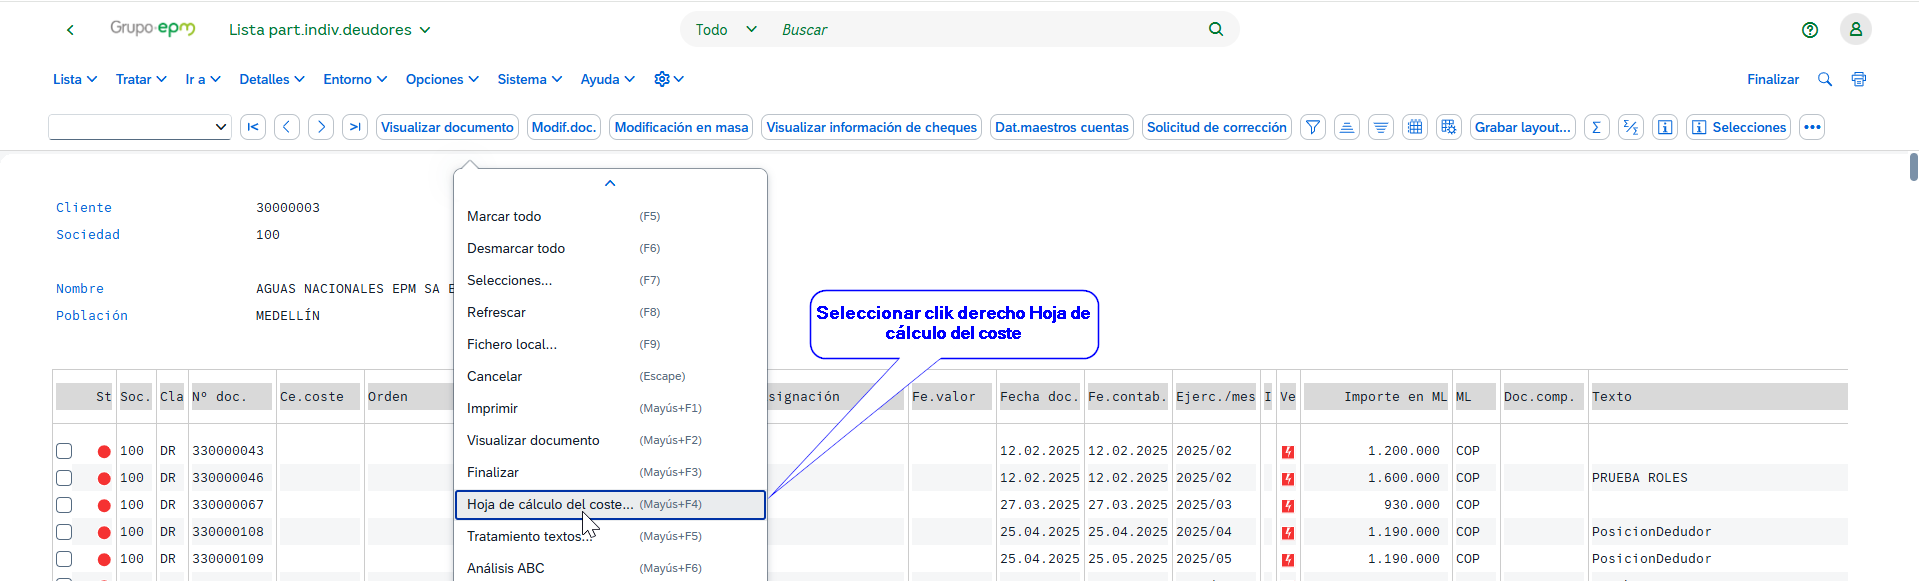 Grupo·epm Lista part.indiv.deudores Todo Buscar
Lista Tratar Ir a Detalles Entorno Opciones Sistema Ayuda Finalizar
Visualizar documento Modif.doc. Modificación en masa Visualizar información de cheques Dat.maestros cuentas Solicitud de corrección Grabar layout... Selecciones
Cliente 30000003
Sociedad 100
Nombre AGUAS NACIONALES EPM SA E
Población MEDELLÍN
Marcar todo (F5)
Desmarcar todo (F6)
Selecciones... (F7)
Refrescar (F8)
Fichero local... (F9)
Cancelar (Escape)
Imprimir (Mayús+F1)
Visualizar documento (Mayús+F2)
Finalizar (Mayús+F3)
Hoja de cálculo del coste... (Mayús+F4)
Tratamiento textos... (Mayús+F5)
Análisis ABC (Mayús+F6)
Seleccionar clik derecho Hoja de
cálculo del coste
St Soc. Cla Nº doc. Ce.coste Orden signación Fe.valor Fecha doc. Fe.contab. Ejerc./mes I Ve Importe en ML ML Doc.comp. Texto
100 DR 330000043 12.02.2025 12.02.2025 2025/02 1.200.000 COP
100 DR 330000046 12.02.2025 12.02.2025 2025/02 1.600.000 COP PRUEBA ROLES
100 DR 330000067 27.03.2025 27.03.2025 2025/03 930.000 COP
100 DR 330000108 25.04.2025 25.04.2025 2025/04 1.190.000 COP PosicionDedudor
100 DR 330000109 25.04.2025 25.05.2025 2025/05 1.190.000 COP PosicionDedudor